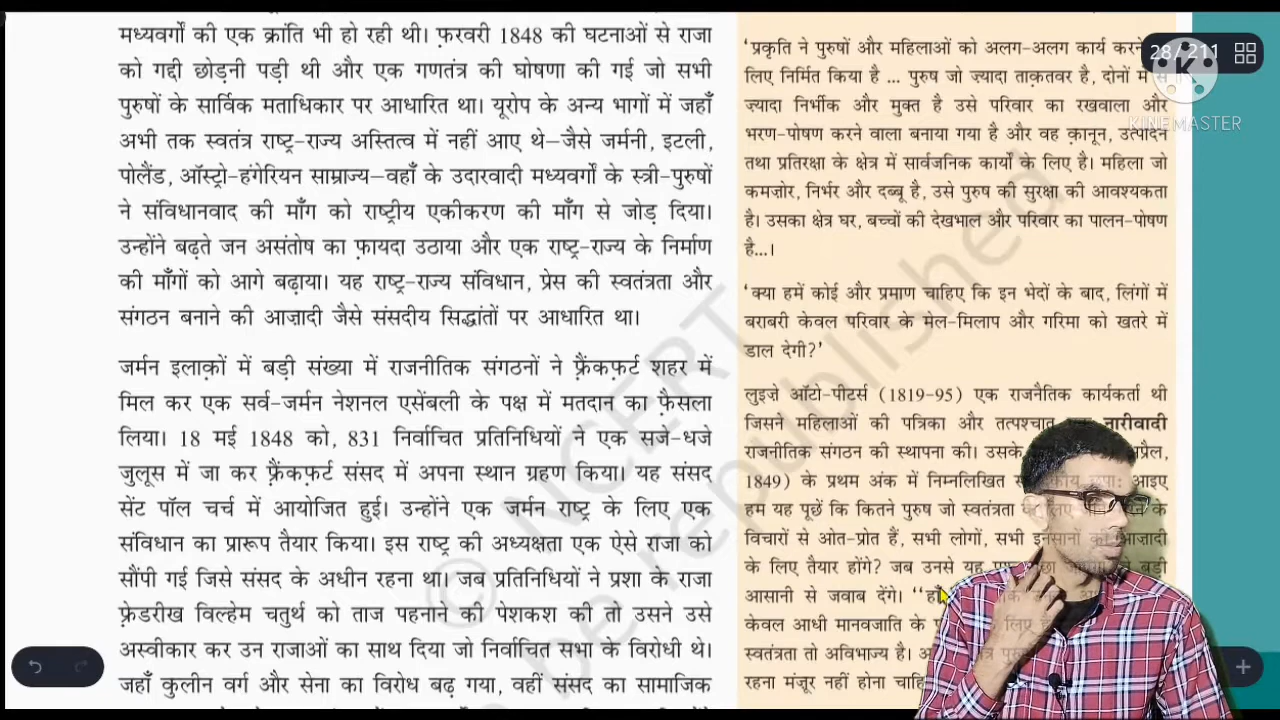 मध्यवर्गों की एक क्रांति भी हो रही थी। फ़रवरी 1848 की घटनाओं से राजा
को गद्दी छोड़नी पड़ी थी और एक गणतंत्र की घोषणा की गई जो सभी
पुरुषों के सार्विक मताधिकार पर आधारित था। यूरोप के अन्य भागों में जहाँ
अभी तक स्वतंत्र राष्ट्र-राज्य अस्तित्व में नहीं आए थे—जैसे जर्मनी, इटली,
पोलैंड, ऑस्ट्रो-हंगेरियन साम्राज्य—वहाँ के उदारवादी मध्यवर्गों के स्त्री-पुरुषों
ने संविधानवाद की माँग को राष्ट्रीय एकीकरण की माँग से जोड़ दिया।
उन्होंने बढ़ते जन असंतोष का फ़ायदा उठाया और एक राष्ट्र-राज्य के निर्माण
की माँगों को आगे बढ़ाया। यह राष्ट्र-राज्य संविधान, प्रेस की स्वतंत्रता और
संगठन बनाने की आज़ादी जैसे संसदीय सिद्धांतों पर आधारित था।
जर्मन इलाक़ों में बड़ी संख्या में राजनीतिक संगठनों ने फ़्रैंकफ़र्ट शहर में
मिल कर एक सर्व-जर्मन नेशनल एसेंबली के पक्ष में मतदान का फ़ैसला
लिया। 18 मई 1848 को, 831 निर्वाचित प्रतिनिधियों ने एक सजे-धजे
जुलूस में जा कर फ़्रैंकफ़र्ट संसद में अपना स्थान ग्रहण किया। यह संसद
सेंट पॉल चर्च में आयोजित हुई। उन्होंने एक जर्मन राष्ट्र के लिए एक
संविधान का प्रारूप तैयार किया। इस राष्ट्र की अध्यक्षता एक ऐसे राजा को
सौंपी गई जिसे संसद के अधीन रहना था। जब प्रतिनिधियों ने प्रशा के राजा
फ़्रेडरीख विल्हेम चतुर्थ को ताज पहनाने की पेशकश की तो उसने उसे
अस्वीकार कर उन राजाओं का साथ दिया जो निर्वाचित सभा के विरोधी थे।
जहाँ कुलीन वर्ग और सेना का विरोध बढ़ गया, वहीं संसद का सामाजिक
'प्रकृति ने पुरुषों और महिलाओं को अलग-अलग कार्य करने
लिए निर्मित किया है ... पुरुष जो ज़्यादा ताक़तवर है, दोनों में से
ज़्यादा निर्भीक और मुक्त है उसे परिवार का रखवाला और
भरण-पोषण करने वाला बनाया गया है और वह क़ानून, उत्पादन
तथा प्रतिरक्षा के क्षेत्र में सार्वजनिक कार्यों के लिए है। महिला जो
कमज़ोर, निर्भर और दब्बू है, उसे पुरुष की सुरक्षा की आवश्यकता
है। उसका क्षेत्र घर, बच्चों की देखभाल और परिवार का पालन-पोषण
है...।
'क्या हमें कोई और प्रमाण चाहिए कि इन भेदों के बाद, लिंगों में
बराबरी केवल परिवार के मेल-मिलाप और गरिमा को खतरे में
डाल देगी?'
लुइज़े ऑटो-पीटर्स (1819-95) एक राजनैतिक कार्यकर्ता थी
जिसने महिलाओं की पत्रिका और तत्पश्चात नारीवादी
राजनीतिक संगठन की स्थापना की। उसके
1849) के प्रथम अंक में निम्नलिखित आइए
हम यह पूछें कि कितने पुरुष जो स्वतंत्रता के
विचारों से ओत-प्रोत हैं, सभी लोगों, सभी इनसानों की आज़ादी
के लिए तैयार होंगे? जब उनसे यह बड़ी
आसानी से जवाब देंगे। "हाँ
केवल आधी मानवजाति के
स्वतंत्रता तो अविभाज्य है।
रहना मंज़ूर नहीं होना
28/211
KINEMASTER
© NCERT
be republished